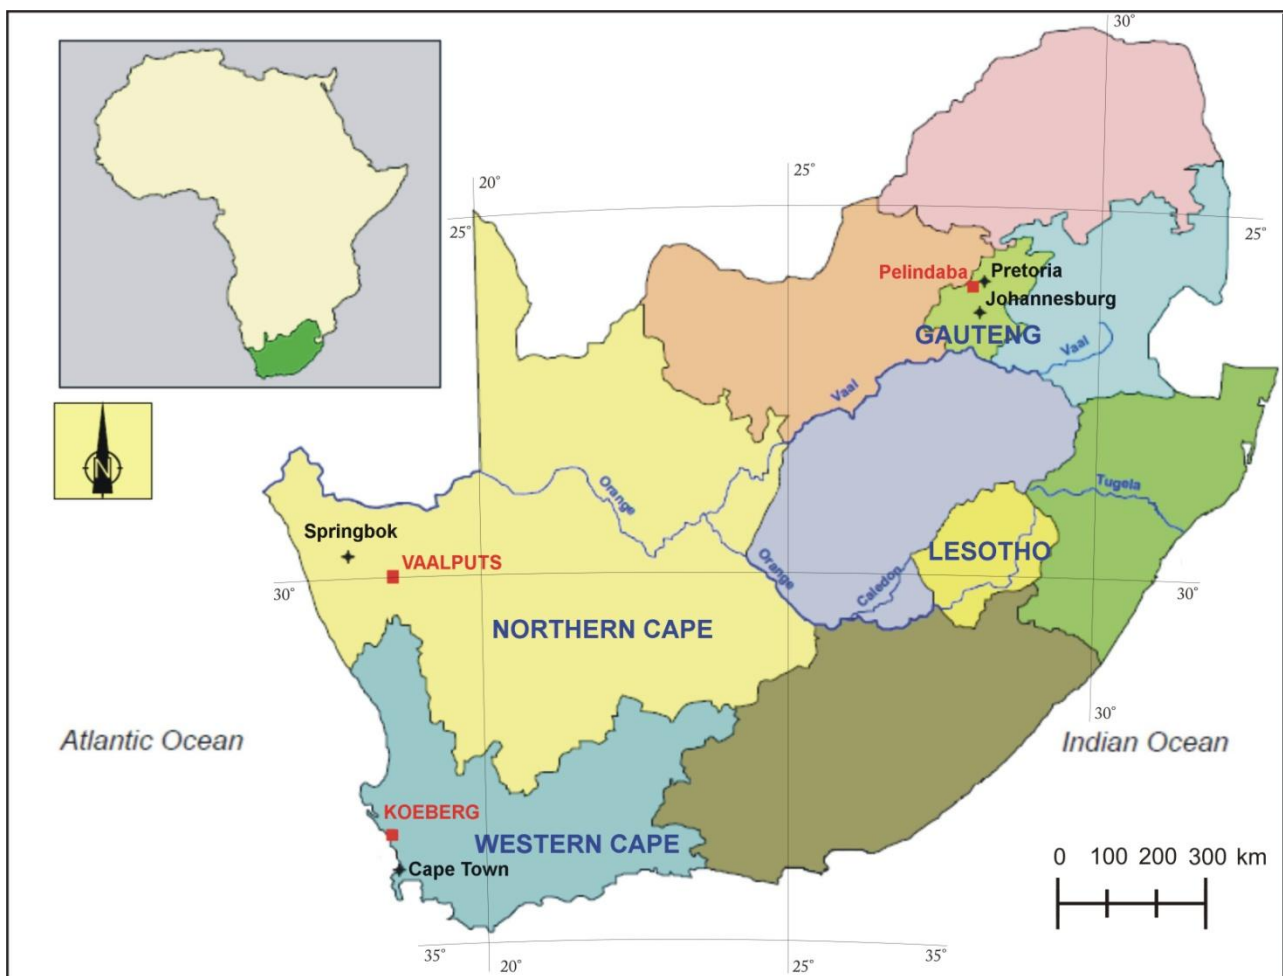 30°
20°
25°
25°
25°
Pelindaba
Pretoria
Johannesburg
GAUTENG
Vaal
Vaal
N
Orange
Tugela
Springbok
VAALPUTS
LESOTHO
Orange
Caledon
30°
30°
NORTHERN CAPE
30°
Atlantic Ocean
Indian Ocean
KOEBERG
WESTERN CAPE
Cape Town
0 100 200 300 km
35°
20°
25°
35°